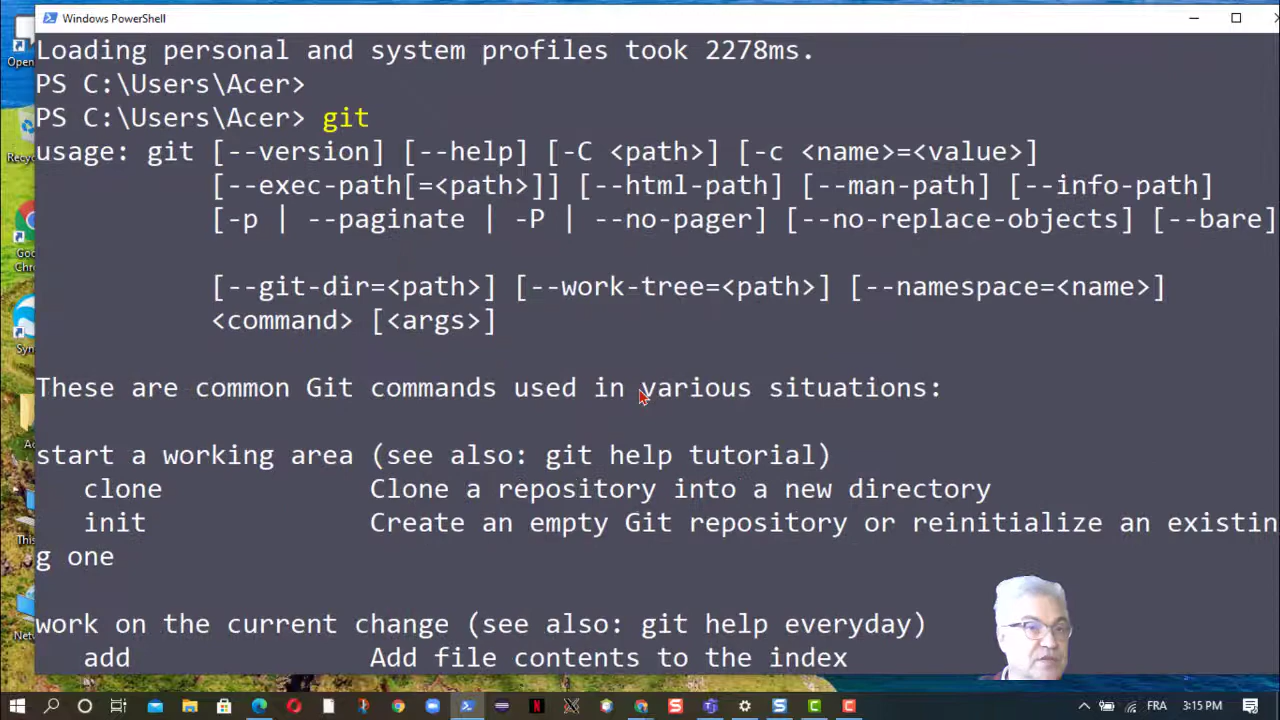 Windows PowerShell
Loading personal and system profiles took 2278ms.
PS C:\Users\Acer>
PS C:\Users\Acer> git
usage: git [--version] [--help] [-C <path>] [-c <name>=<value>]
[--exec-path[=<path>]] [--html-path] [--man-path] [--info-path]
[-p | --paginate | -P | --no-pager] [--no-replace-objects] [--bare]
[--git-dir=<path>] [--work-tree=<path>] [--namespace=<name>]
<command> [<args>]
These are common Git commands used in various situations:
start a working area (see also: git help tutorial)
clone Clone a repository into a new directory
init Create an empty Git repository or reinitialize an existin
g one
work on the current change (see also: git help everyday)
add Add file contents to the index
FRA 3:15 PM